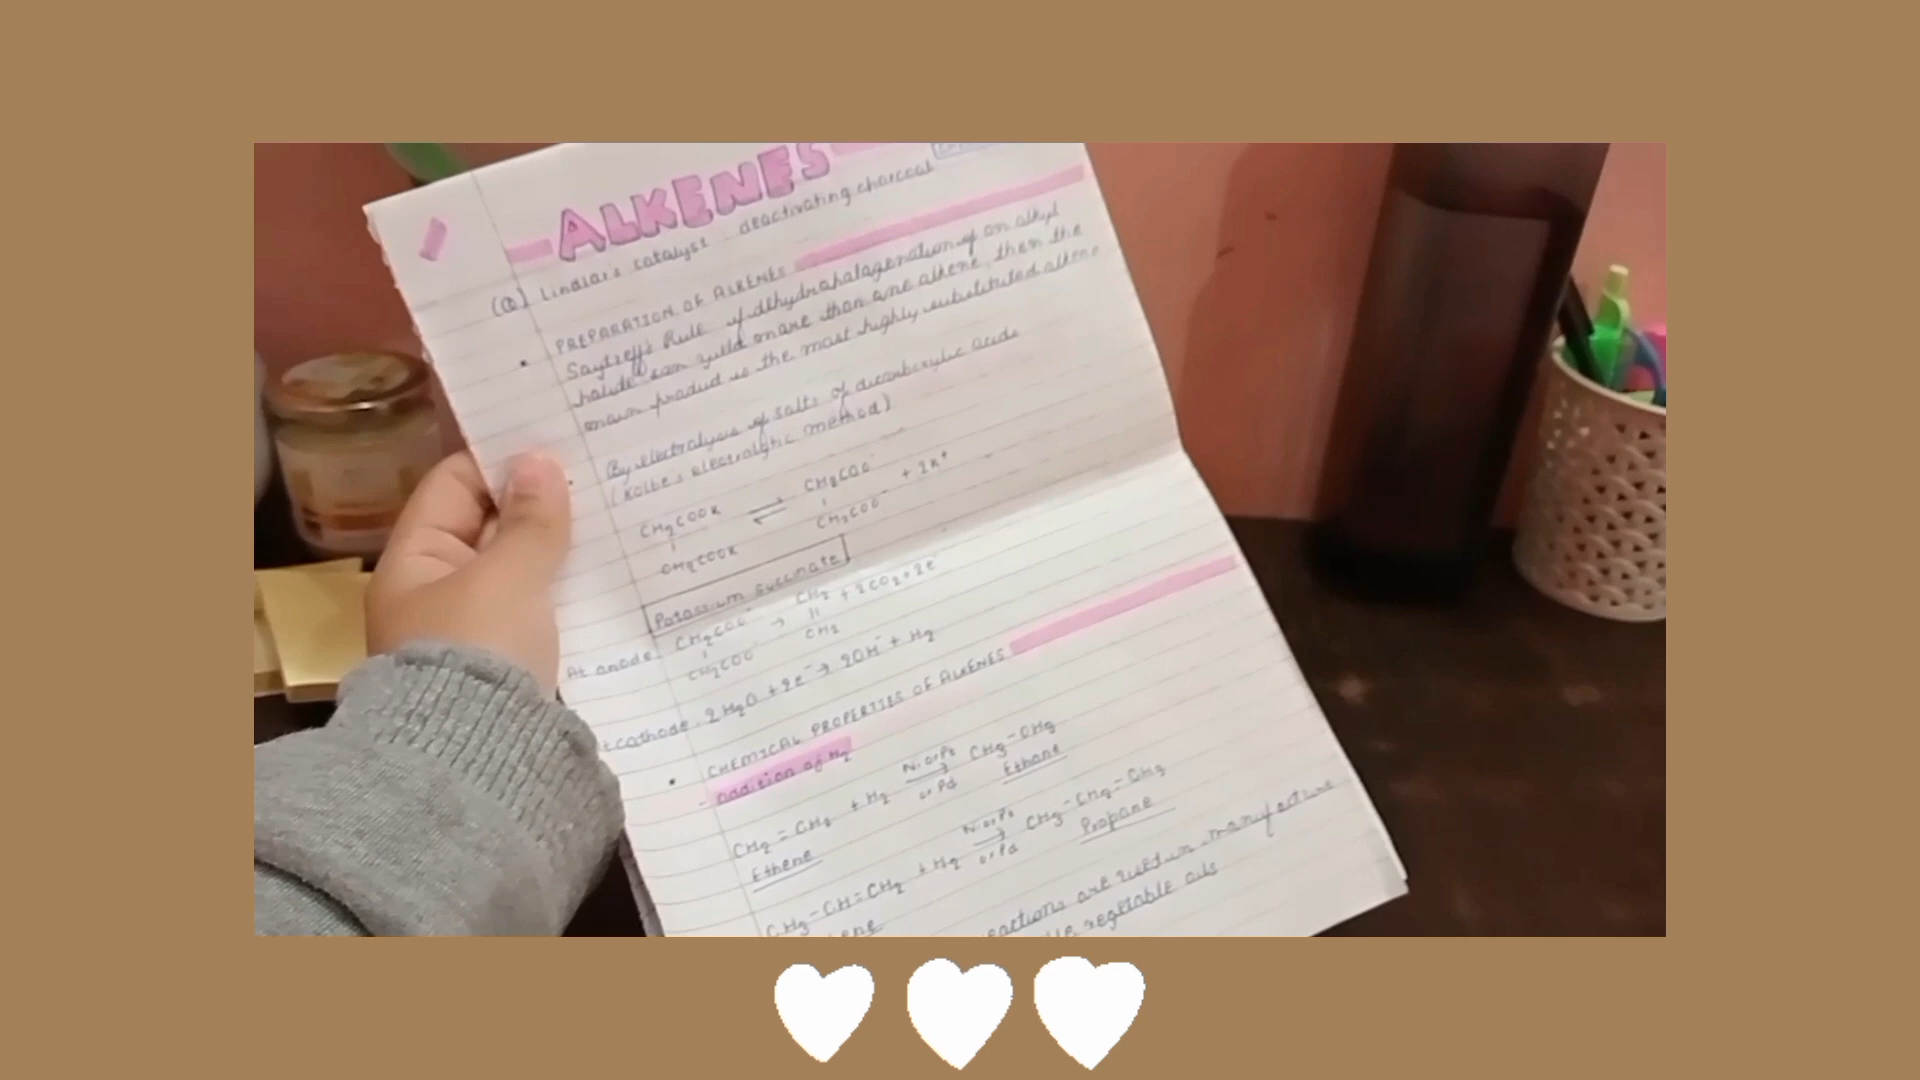 ALKENES
(Q) Lindlar's catalyst deactivating charcoal
• PREPARATION OF ALKENES
Saytzeff's Rule if dehydrohalogenation of an alkyl
halide can yield more than one alkene, then the
main product is the most highly substituted alkene
• By electrolysis of salts of dicarboxylic acids
(Kolbe's electrolytic method)
CH₂COOK ⇌ CH₂COO⁻ + 2K⁺
CH₂COOK CH₂COO⁻
Potassium Succinate
At anode. CH₂COO⁻ → CH₂ + 2CO₂ + 2e⁻
CH₂COO⁻ CH₂
At cathode. 2H₂O + 2e⁻ → 2OH⁻ + H₂
• CHEMICAL PROPERTIES OF ALKENES
- Addition of H₂
CH₂ = CH₂ + H₂ Ni or Pt → or Pd CH₃ - CH₃
Ethene Ethane
CH₃ - CH = CH₂ + H₂ Ni or Pt → or Pd CH₃ - CH₂ - CH₃
ene Propane
reactions are used in manufacture
vegetable oils